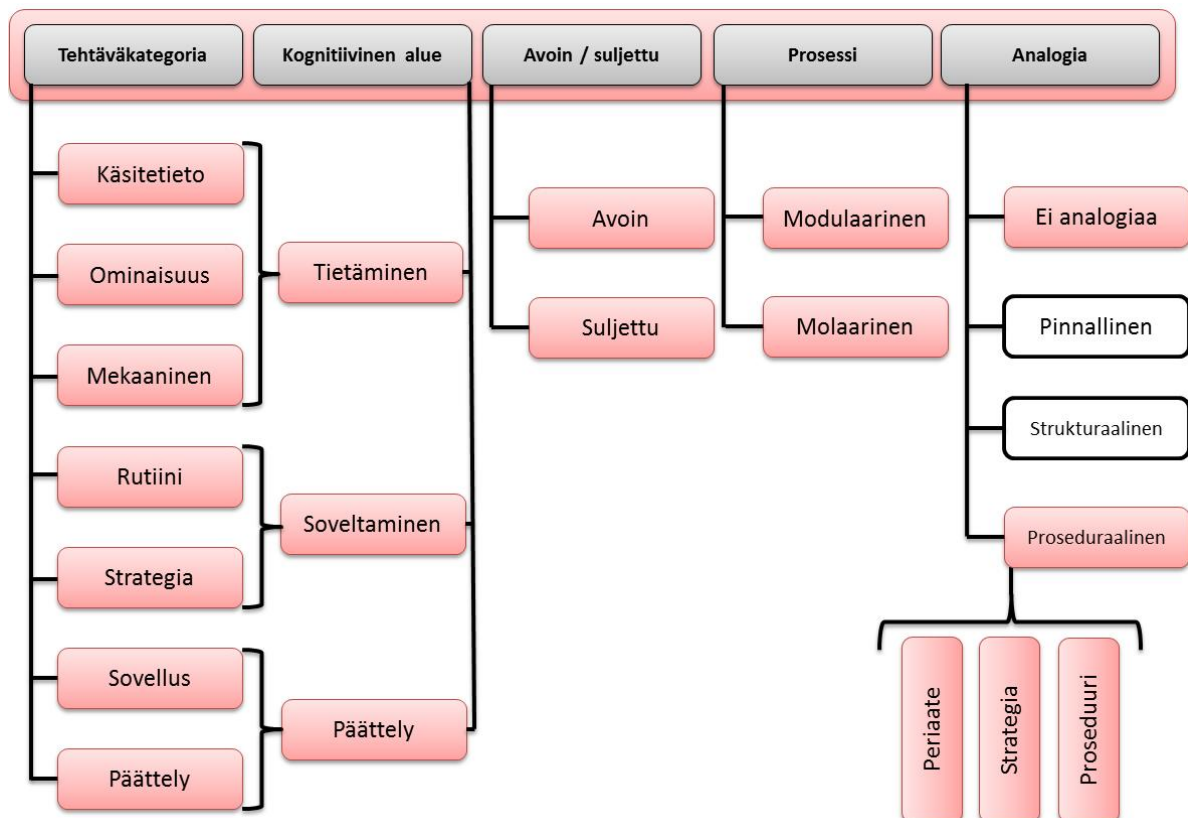 Tehtäväkategoria
Kognitiivinen alue
Avoin / suljettu
Prosessi
Analogia
Käsitetieto
Ominaisuus
Mekaaninen
Rutiini
Strategia
Sovellus
Päättely
Tietäminen
Soveltaminen
Päättely
Avoin
Suljettu
Modulaarinen
Molaarinen
Ei analogiaa
Pinnallinen
Strukturaalinen
Proseduraalinen
Periaate
Strategia
Proseduuri